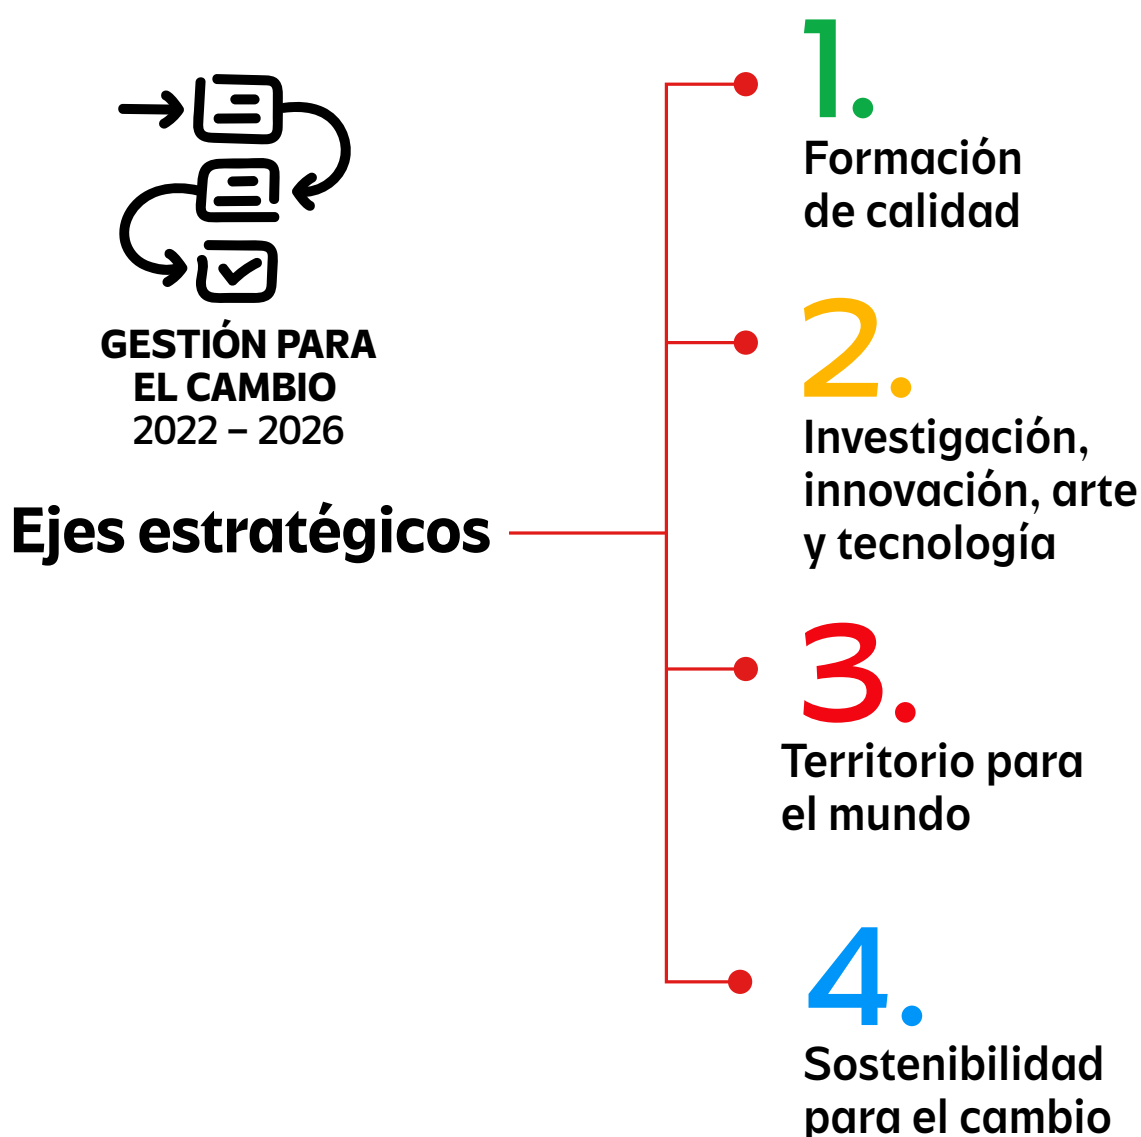 GESTIÓN PARA
EL CAMBIO
2022 – 2026
Ejes estratégicos
1.
Formación
de calidad
2.
Investigación,
innovación, arte
y tecnología
3.
Territorio para
el mundo
4.
Sostenibilidad
para el cambio